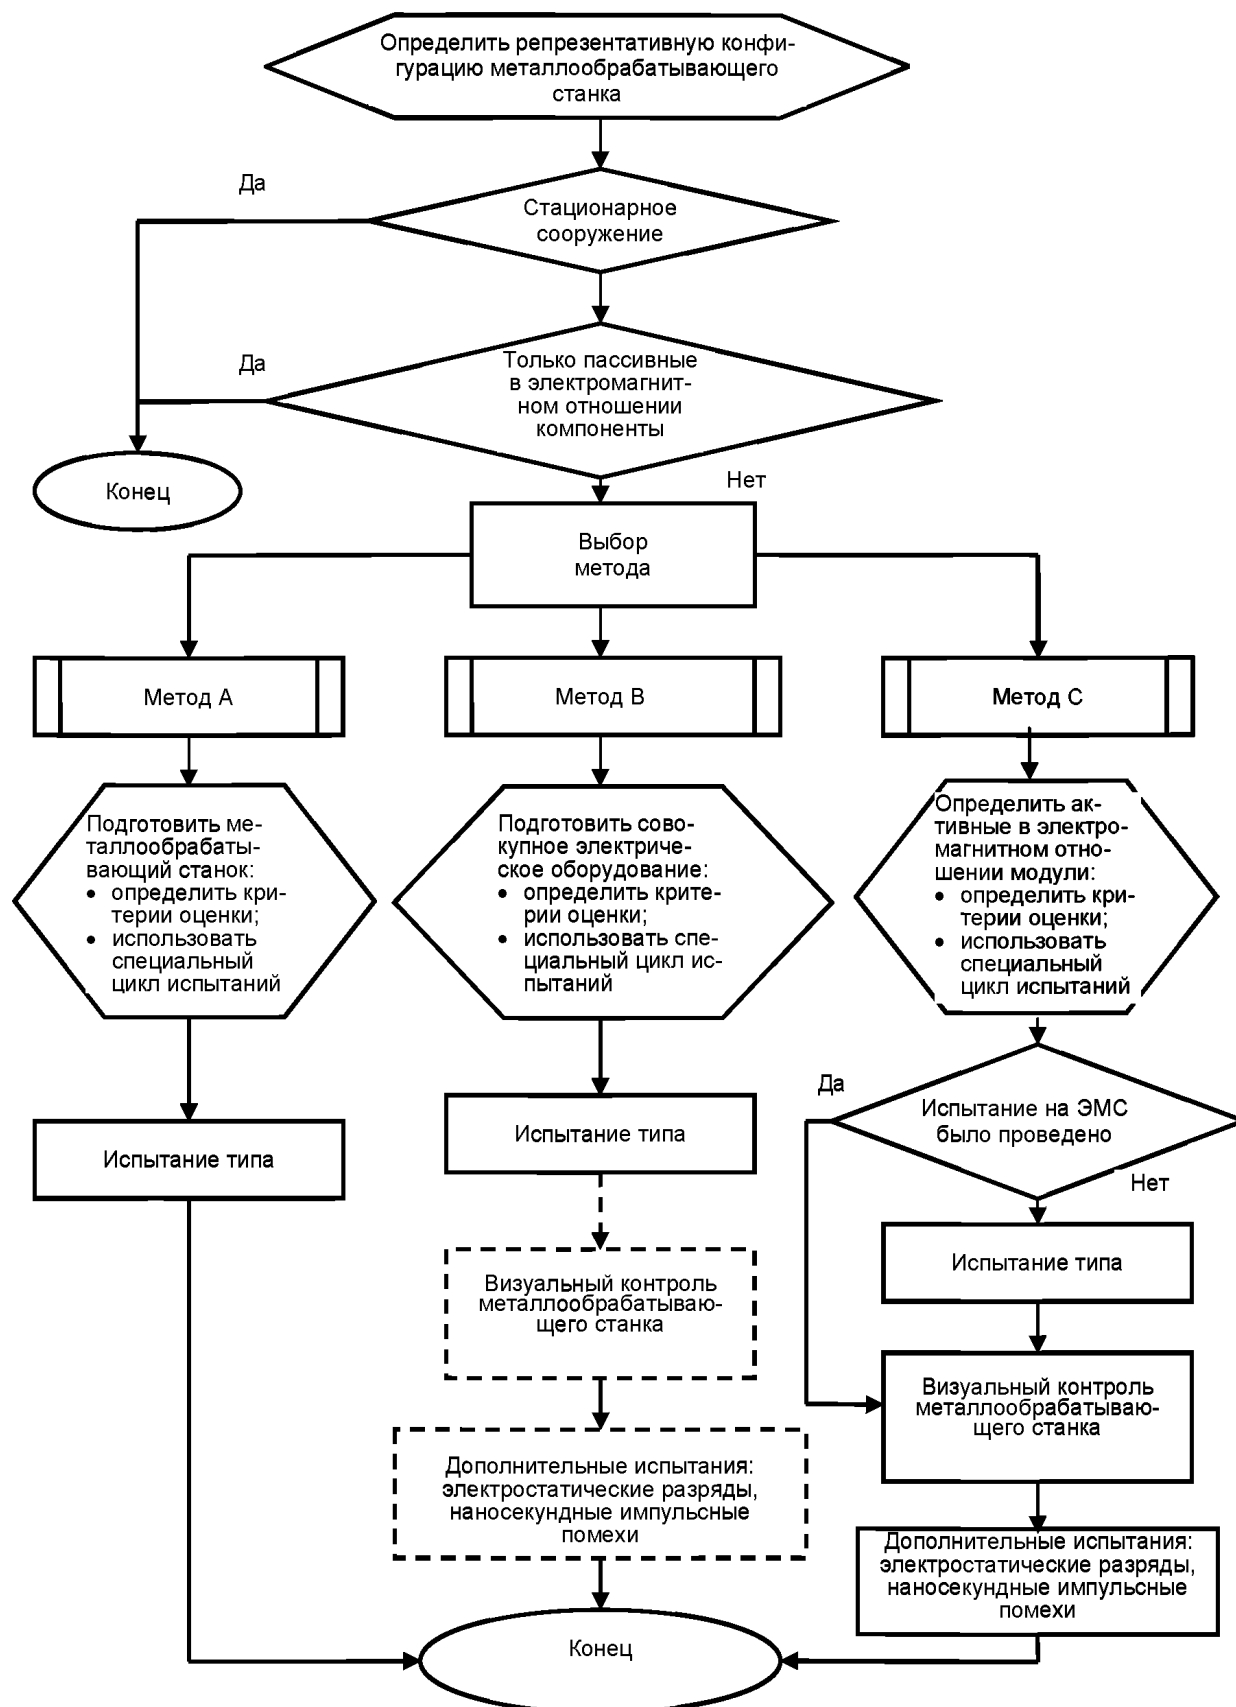 Определить репрезентативную конфи-
гурацию металлообрабатывающего
станка
Да
Стационарное
сооружение
Да
Только пассивные
в электромагнит-
ном отношении
компоненты
Конец
Нет
Выбор
метода
Метод А
Метод В
Метод С
Подготовить ме-
таллообрабаты-
вающий станок:
• определить кри-
терии оценки;
• использовать
специальный
цикл испытаний
Подготовить сово-
купное электриче-
ское оборудование:
• определить крите-
рии оценки;
• использовать спе-
циальный цикл ис-
пытаний
Определить ак-
тивные в электро-
магнитном отно-
шении модули:
• определить кри-
терии оценки;
• использовать
специальный
цикл испытаний
Да
Испытание на ЭМС
было проведено
Нет
Испытание типа
Испытание типа
Испытание типа
Визуальный контроль
металлообрабатываю-
щего станка
Визуальный контроль
металлообрабатываю-
щего станка
Дополнительные испытания:
электростатические разряды,
наносекундные импульсные
помехи
Дополнительные испытания:
электростатические разряды,
наносекундные импульсные
помехи
Конец